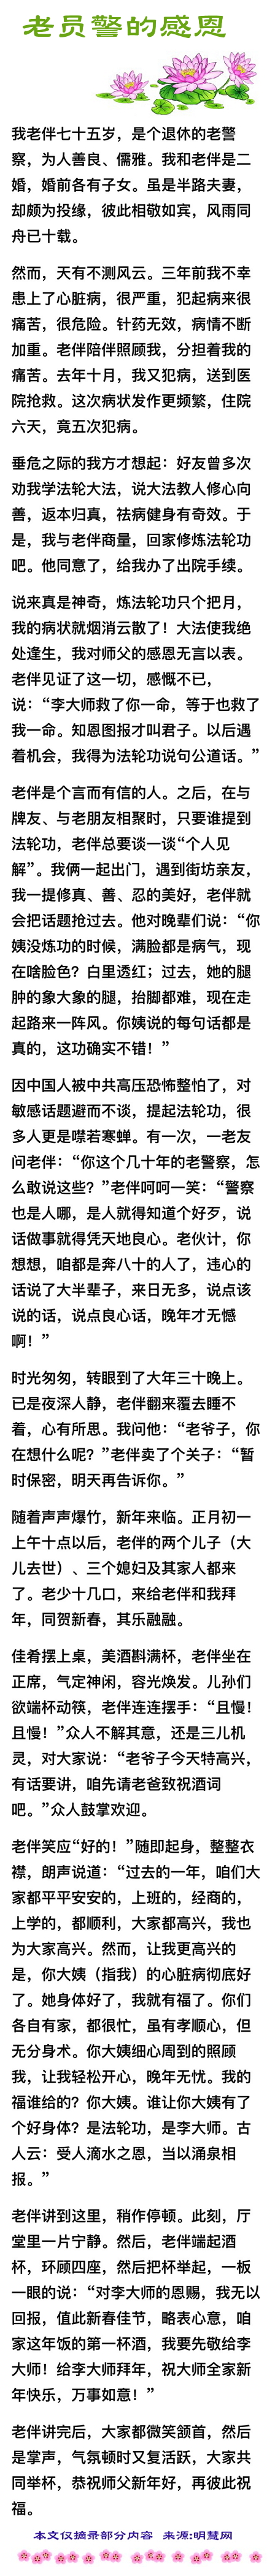 老员警的感恩
我老伴七十五岁，是个退休的老警
察，为人善良、儒雅。我和老伴是二
婚，婚前各有子女。虽是半路夫妻，
却颇为投缘，彼此相敬如宾，风雨同
舟已十载。
然而，天有不测风云。三年前我不幸
患上了心脏病，很严重，犯起病来很
痛苦，很危险。针药无效，病情不断
加重。老伴陪伴照顾我，分担着我的
痛苦。去年十月，我又犯病，送到医
院抢救。这次病状发作更频繁，住院
六天，竟五次犯病。
垂危之际的我方才想起：好友曾多次
劝我学法轮大法，说大法教人修心向
善，返本归真，祛病健身有奇效。于
是，我与老伴商量，回家修炼法轮功
吧。他同意了，给我办了出院手续。
说来真是神奇，炼法轮功只个把月，
我的病状就烟消云散了！大法使我绝
处逢生，我对师父的感恩无言以表。
老伴见证了这一切，感慨不已，
说：“李大师救了你一命，等于也救了
我一命。知恩图报才叫君子。以后遇
着机会，我得为法轮功说句公道话。”
老伴是个言而有信的人。之后，在与
牌友、与老朋友相聚时，只要谁提到
法轮功，老伴总要谈一谈“个人见
解”。我俩一起出门，遇到街坊亲友，
我一提修真、善、忍的美好，老伴就
会把话题抢过去。他对晚辈们说：“你
姨没炼功的时候，满脸都是病气，现
在啥脸色？白里透红；过去，她的腿
肿的象大象的腿，抬脚都难，现在走
起路来一阵风。你姨说的每句话都是
真的，这功确实不错！”
因中国人被中共高压恐怖整怕了，对
敏感话题避而不谈，提起法轮功，很
多人更是噤若寒蝉。有一次，一老友
问老伴：“你这个几十年的老警察，怎
么敢说这些？”老伴呵呵一笑：“警察
也是人哪，是人就得知道个好歹，说
话做事就得凭天地良心。老伙计，你
想想，咱都是奔八十的人了，违心的
话说了大半辈子，来日无多，说点该
说的话，说点良心话，晚年才无憾
啊！”
时光匆匆，转眼到了大年三十晚上。
已是夜深人静，老伴翻来覆去睡不
着，心有所思。我问他：“老爷子，你
在想什么呢？”老伴卖了个关子：“暂
时保密，明天再告诉你。”
随着声声爆竹，新年来临。正月初一
上午十点以后，老伴的两个儿子（大
儿去世）、三个媳妇及其家人都来
了。老少十几口，来给老伴和我拜
年，同贺新春，其乐融融。
佳肴摆上桌，美酒斟满杯，老伴坐在
正席，气定神闲，容光焕发。儿孙们
欲端杯动筷，老伴连连摆手：“且慢！
且慢！”众人不解其意，还是三儿机
灵，对大家说：“老爷子今天特高兴，
有话要讲，咱先请老爸致祝酒词
吧。”众人鼓掌欢迎。
老伴笑应“好的！”随即起身，整整衣
襟，朗声说道：“过去的一年，咱们大
家都平平安安的，上班的，经商的，
上学的，都顺利，大家都高兴，我也
为大家高兴。然而，让我更高兴的
是，你大姨（指我）的心脏病彻底好
了。她身体好了，我就有福了。你们
各自有家，都很忙，虽有孝顺心，但
无分身术。你大姨细心周到的照顾
我，让我轻松开心，晚年无忧。我的
福谁给的？你大姨。谁让你大姨有了
个好身体？是法轮功，是李大师。古
人云：受人滴水之恩，当以涌泉相
报。”
老伴讲到这里，稍作停顿。此刻，厅
堂里一片宁静。然后，老伴端起酒
杯，环顾四座，然后把杯举起，一板
一眼的说：“对李大师的恩赐，我无以
回报，值此新春佳节，略表心意，咱
家这年饭的第一杯酒，我要先敬给李
大师！给李大师拜年，祝大师全家新
年快乐，万事如意！”
老伴讲完后，大家都微笑颔首，然后
是掌声，气氛顿时又复活跃，大家共
同举杯，恭祝师父新年好，再彼此祝
福。
本文仅摘录部分内容 来源:明慧网